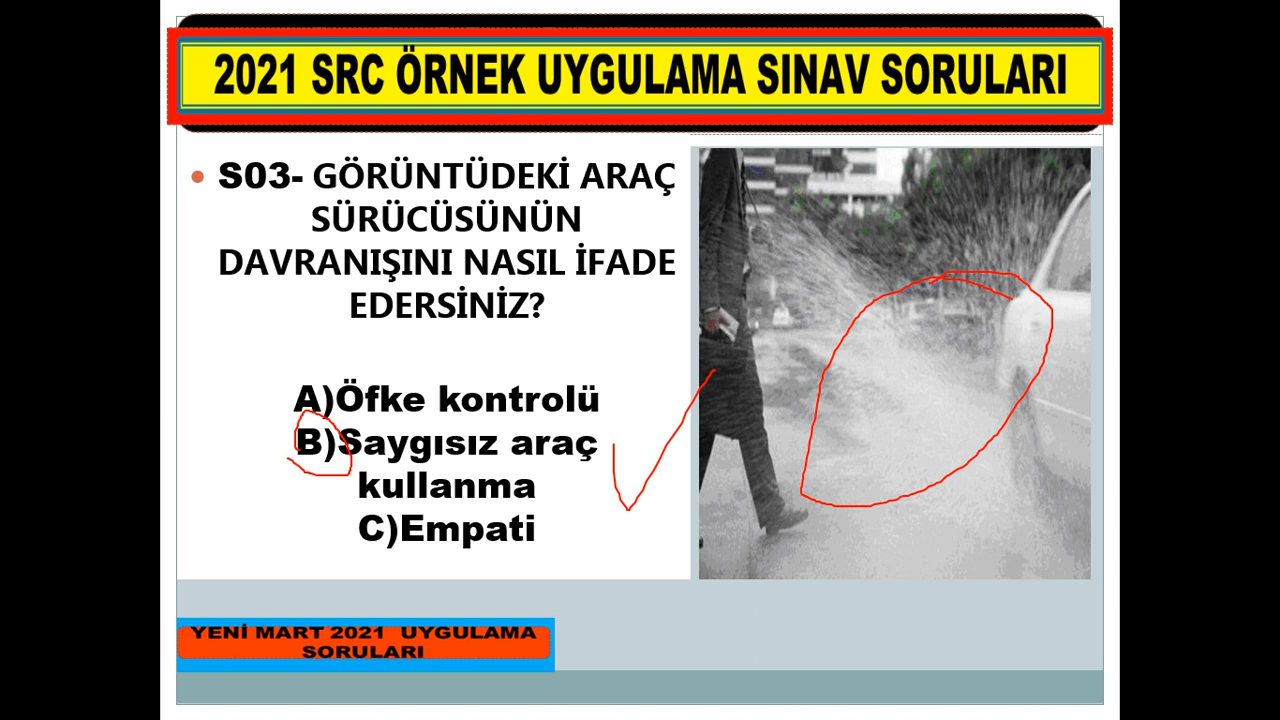 2021 SRC ÖRNEK UYGULAMA SINAV SORULARI
S03- GÖRÜNTÜDEKİ ARAÇ
SÜRÜCÜSÜNÜN
DAVRANIŞINI NASIL İFADE
EDERSİNİZ?
A)Öfke kontrolü
B)Saygısız araç
kullanma
C)Empati
YENİ MART 2021 UYGULAMA
SORULARI